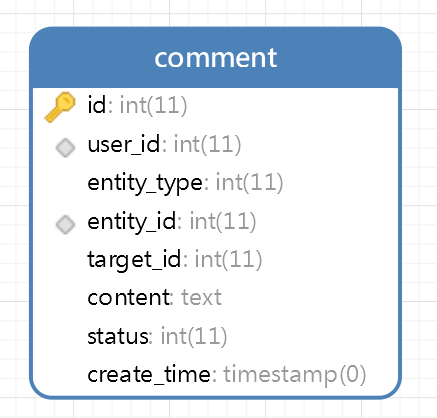 comment
id: int(11)
user_id: int(11)
entity_type: int(11)
entity_id: int(11)
target_id: int(11)
content: text
status: int(11)
create_time: timestamp(0)